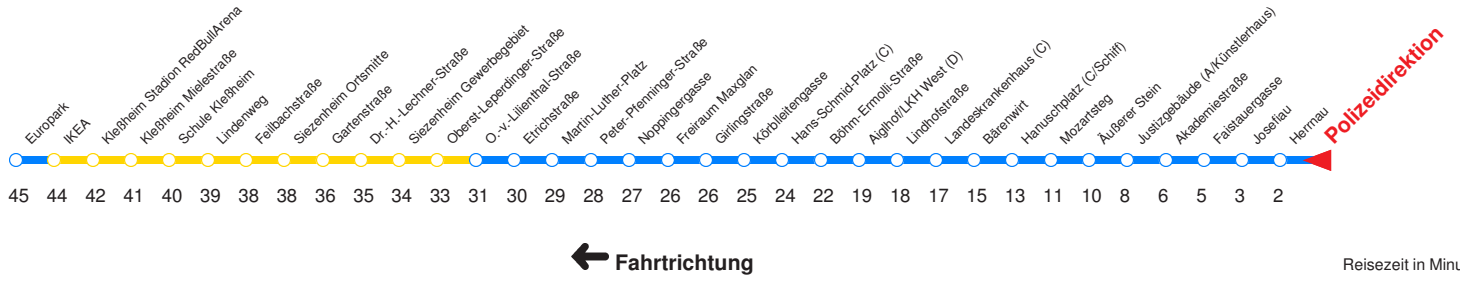 Europark
IKEA
Kleßheim Stadion RedBullArena
Kleßheim Mielestraße
Schule Kleßheim
Lindenweg
Fellbachstraße
Siezenheim Ortsmitte
Gartenstraße
Dr.-H.-Lechner-Straße
Siezenheim Gewerbegebiet
Oberst-Leperdinger-Straße
O.-v.-Lilienthal-Straße
Etrichstraße
Martin-Luther-Platz
Peter-Pfenninger-Straße
Noppingergasse
Freiraum Maxglan
Girlingstraße
Körblleitengasse
Hans-Schmid-Platz (C)
Böhm-Ermolli-Straße
Aiglhof/LKH West (D)
Lindhofstraße
Landeskrankenhaus (C)
Bärenwirt
Hanuschplatz (C/Schiff)
Mozartsteg
Äußerer Stein
Justizgebäude (A/Künstlerhaus)
Akademiestraße
Faistauergasse
Josefiau
Herrnau
Polizeidirektion
45 44 42 41 40 39 38 38 36 35 34 33 31 30 29 28 27 26 26 25 24 22 19 18 17 15 13 11 10 8 6 5 3 2
Fahrtrichtung
Reisezeit in Minu